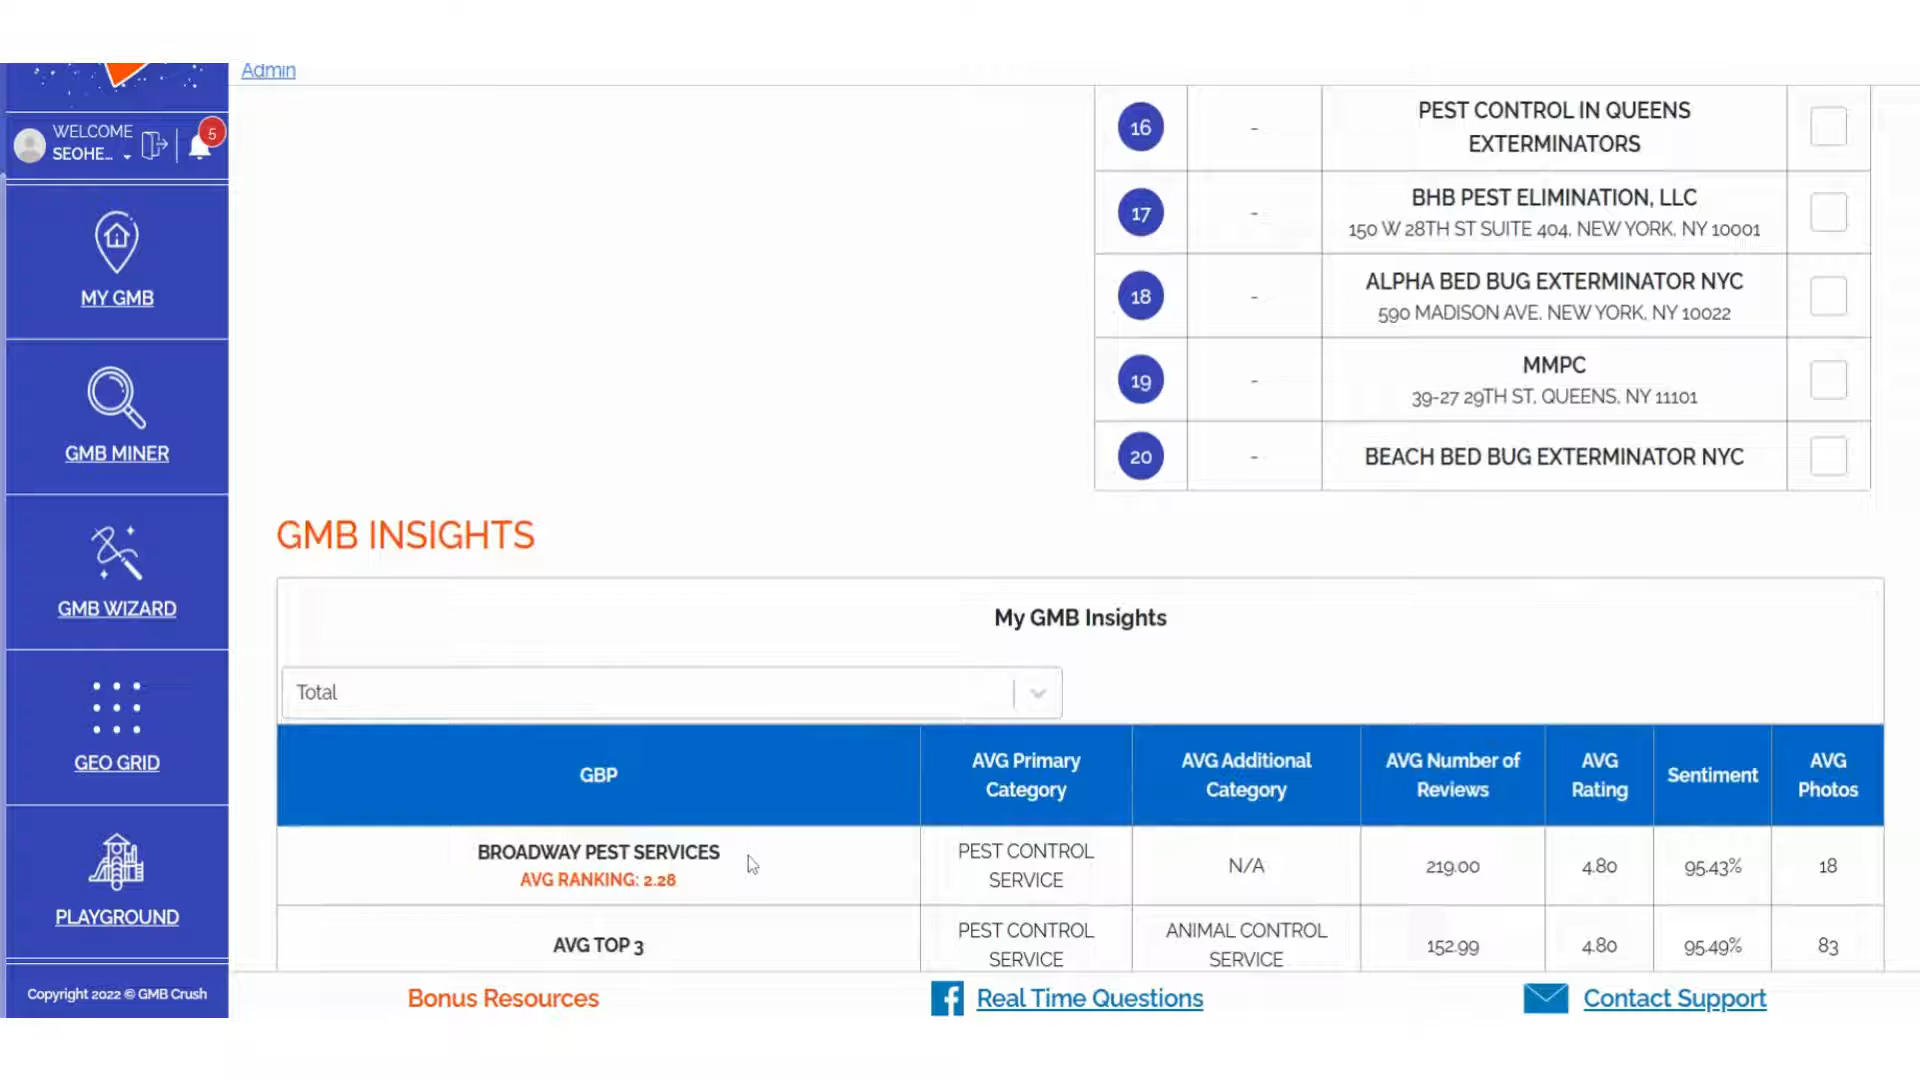 Admin
WELCOME
SEOHE...
5
MY GMB
GMB MINER
GMB WIZARD
GEO GRID
PLAYGROUND
Copyright 2022 © GMB Crush
16
-
PEST CONTROL IN QUEENS
EXTERMINATORS
17
-
BHB PEST ELIMINATION, LLC
150 W 28TH ST SUITE 404, NEW YORK, NY 10001
18
-
ALPHA BED BUG EXTERMINATOR NYC
590 MADISON AVE, NEW YORK, NY 10022
19
-
MMPC
39-27 29TH ST, QUEENS, NY 11101
20
-
BEACH BED BUG EXTERMINATOR NYC
GMB INSIGHTS
My GMB Insights
Total
GBP
AVG Primary
Category
AVG Additional
Category
AVG Number of
Reviews
AVG
Rating
Sentiment
AVG
Photos
BROADWAY PEST SERVICES
AVG RANKING: 2.28
PEST CONTROL
SERVICE
N/A
219.00
4.80
95.43%
18
AVG TOP 3
PEST CONTROL
SERVICE
ANIMAL CONTROL
SERVICE
152.99
4.80
95.49%
83
Bonus Resources
Real Time Questions
Contact Support